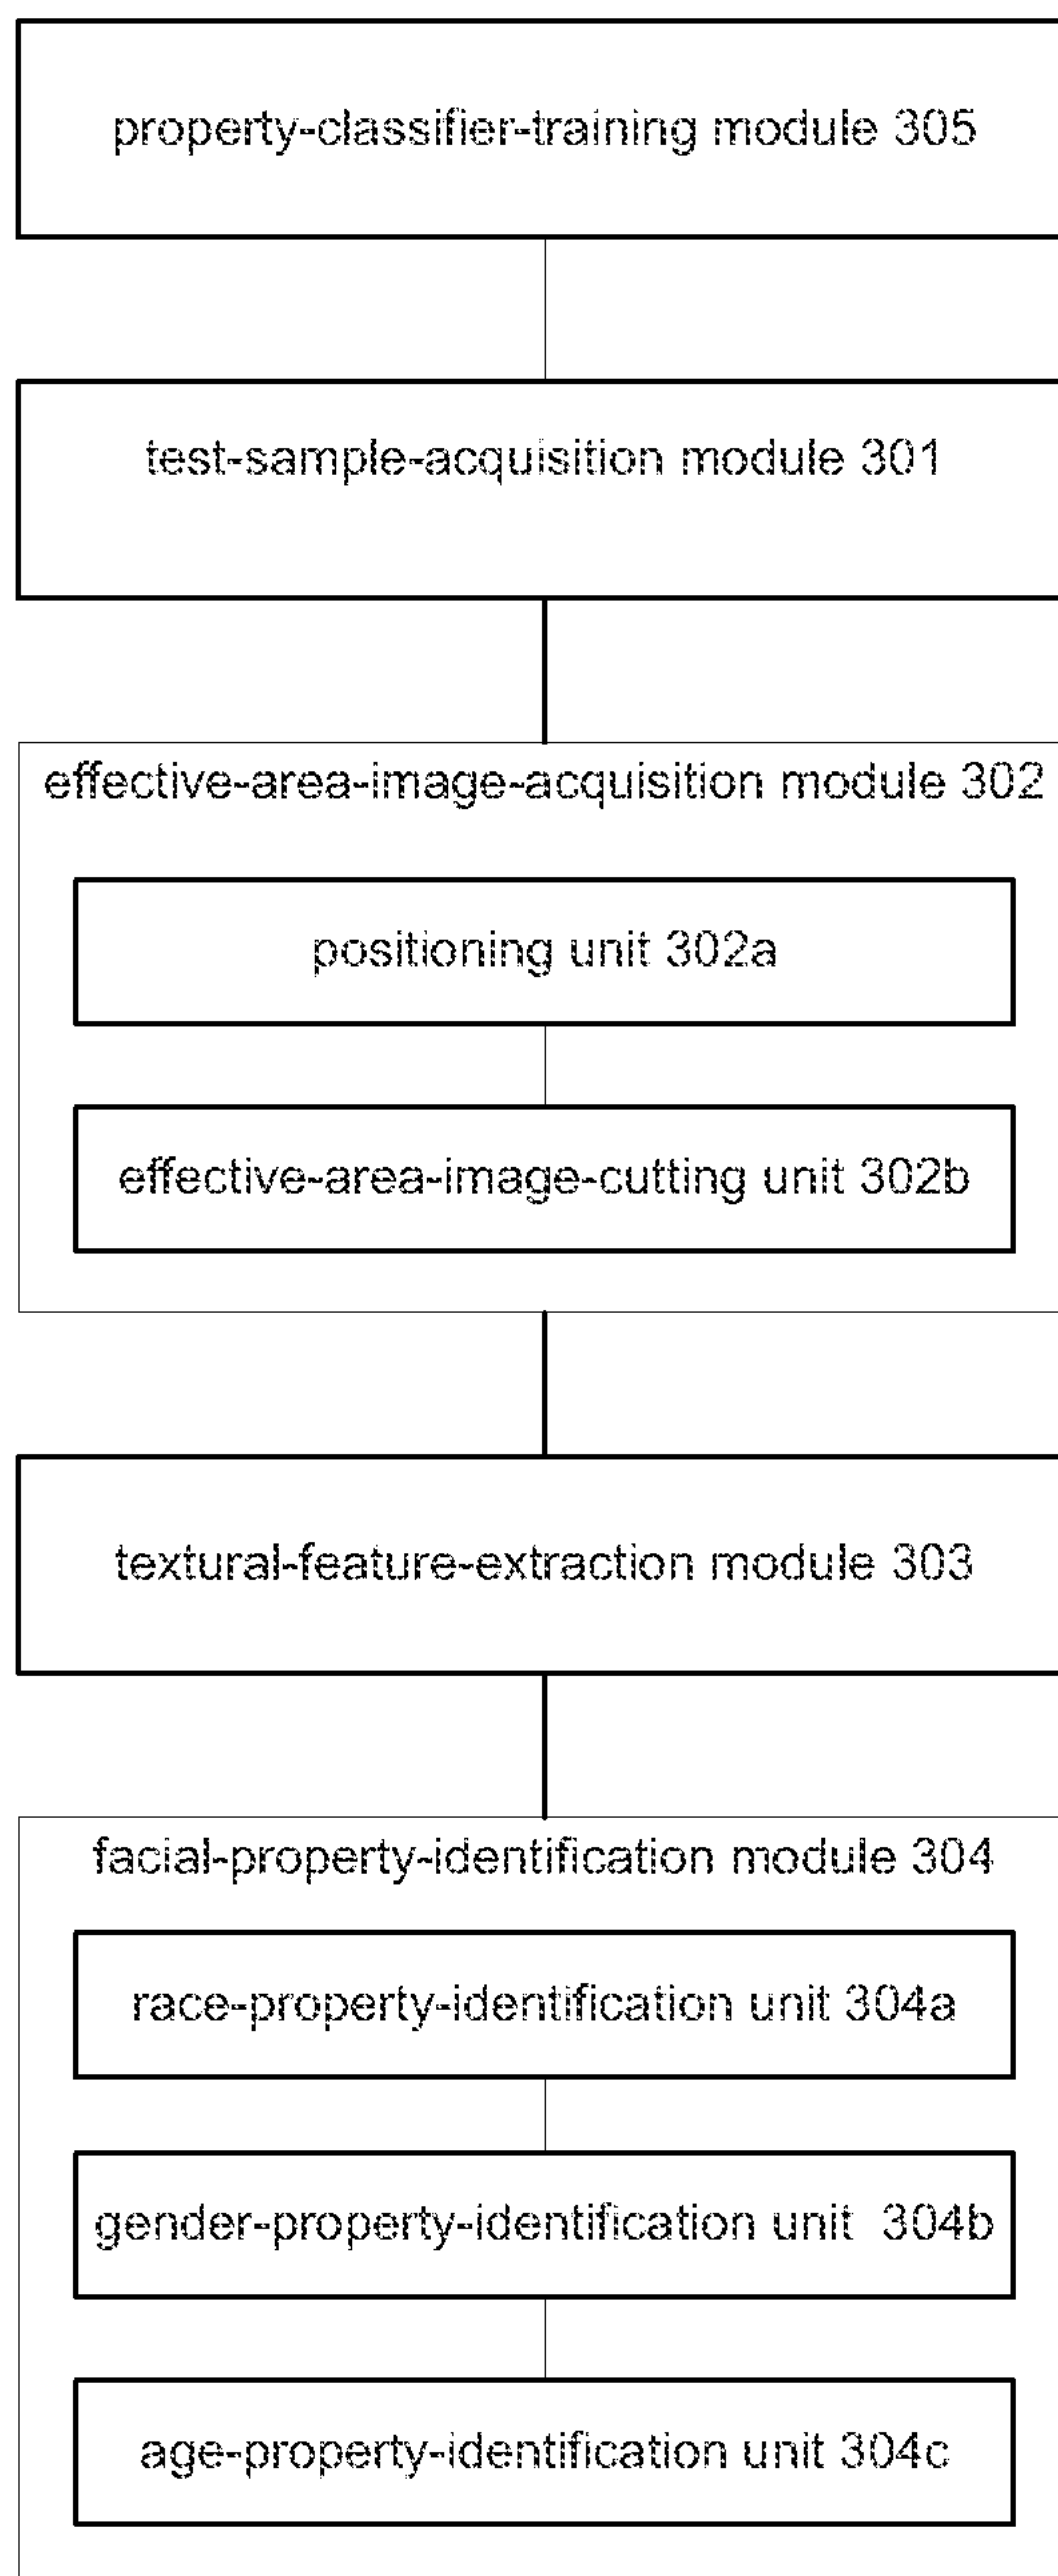 property-classifier-training module 305
test-sample-acquisition module 301
effective-area-image-acquisition module 302
positioning unit 302a
effective-area-image-cutting unit 302b
textural-feature-extraction module 303
facial-property-identification module 304
race-property-identification unit 304a
gender-property-identification unit 304b
age-property-identification unit 304c